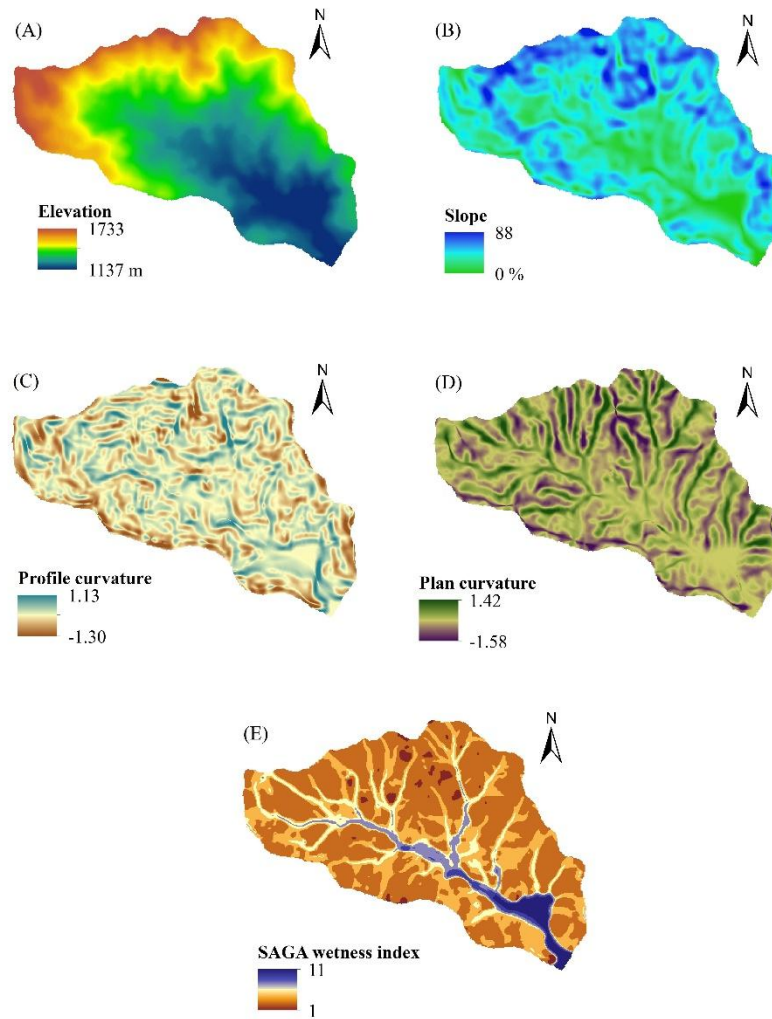 (A)
N
Elevation
1733
1137 m
(B)
N
Slope
88
0 %
(C)
N
Profile curvature
1.13
-1.30
(D)
N
Plan curvature
1.42
-1.58
(E)
N
SAGA wetness index
11
1